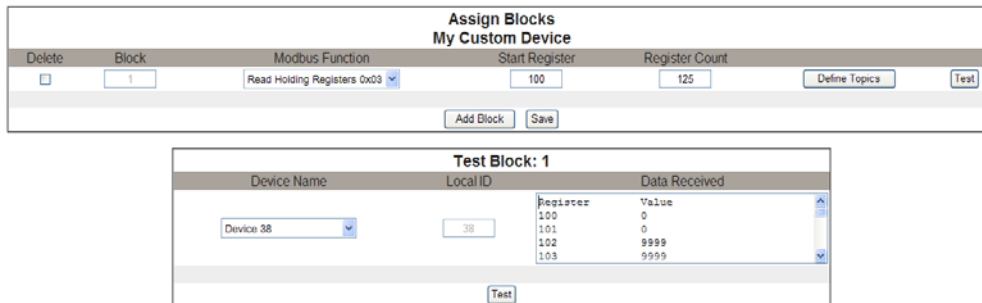 Assign Blocks
My Custom Device
Delete Block Modbus Function Start Register Register Count
1 Read Holding Registers 0x03 100 125 Define Topics Test
Add Block Save
Test Block: 1
Device Name Local ID Data Received
Register Value
100 0
Device 38 38 101 0
102 9999
103 9999
Test